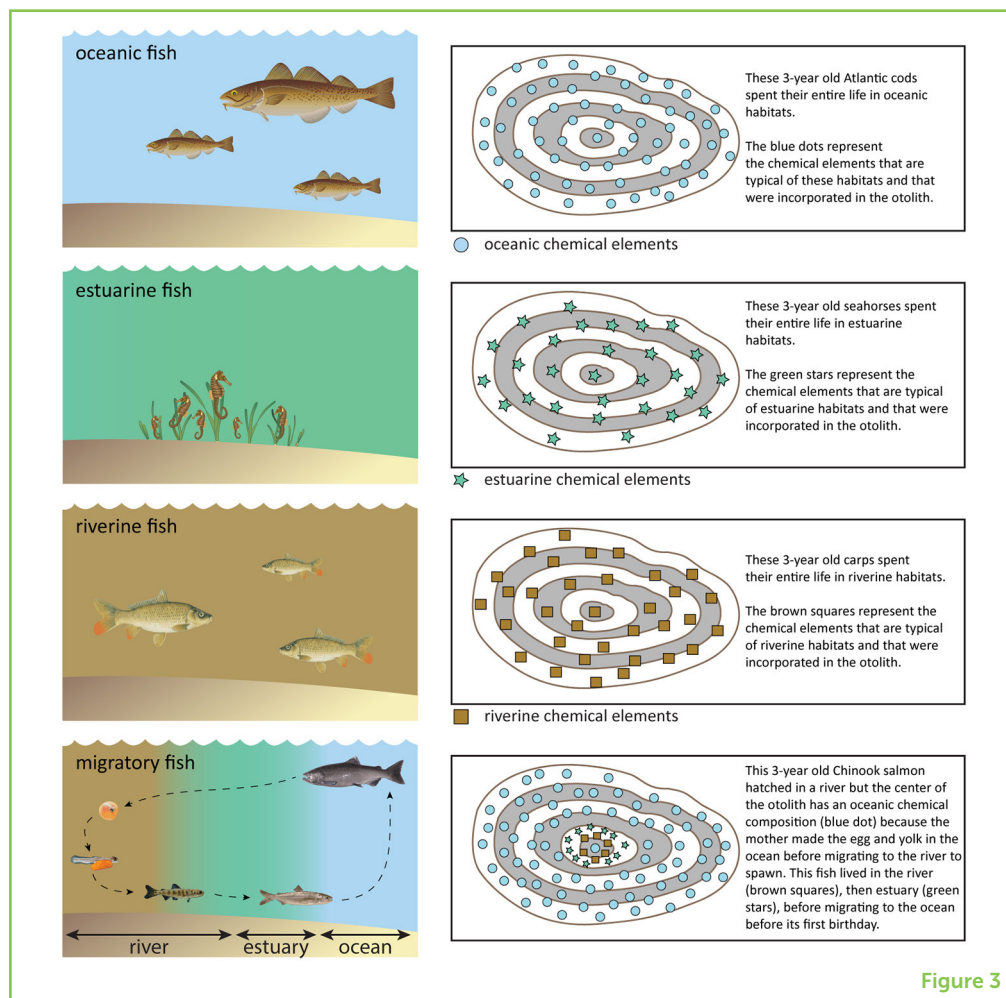 oceanic fish
These 3-year old Atlantic cods
spent their entire life in oceanic
habitats.
The blue dots represent
the chemical elements that are
typical of these habitats and that
were incorporated in the otolith.
oceanic chemical elements
estuarine fish
These 3-year old seahorses spent
their entire life in estuarine
habitats.
The green stars represent the
chemical elements that are typical
of estuarine habitats and that were
incorporated in the otolith.
estuarine chemical elements
riverine fish
These 3-year old carps spent
their entire life in riverine habitats.
The brown squares represent the
chemical elements that are typical
of riverine habitats and that were
incorporated in the otolith.
riverine chemical elements
migratory fish
river
estuary
ocean
This 3-year old Chinook salmon
hatched in a river but the center of
the otolith has an oceanic chemical
composition (blue dot) because the
mother made the egg and yolk in the
ocean before migrating to the river to
spawn. This fish lived in the river
(brown squares), then estuary (green
stars), before migrating to the ocean
before its first birthday.
Figure 3